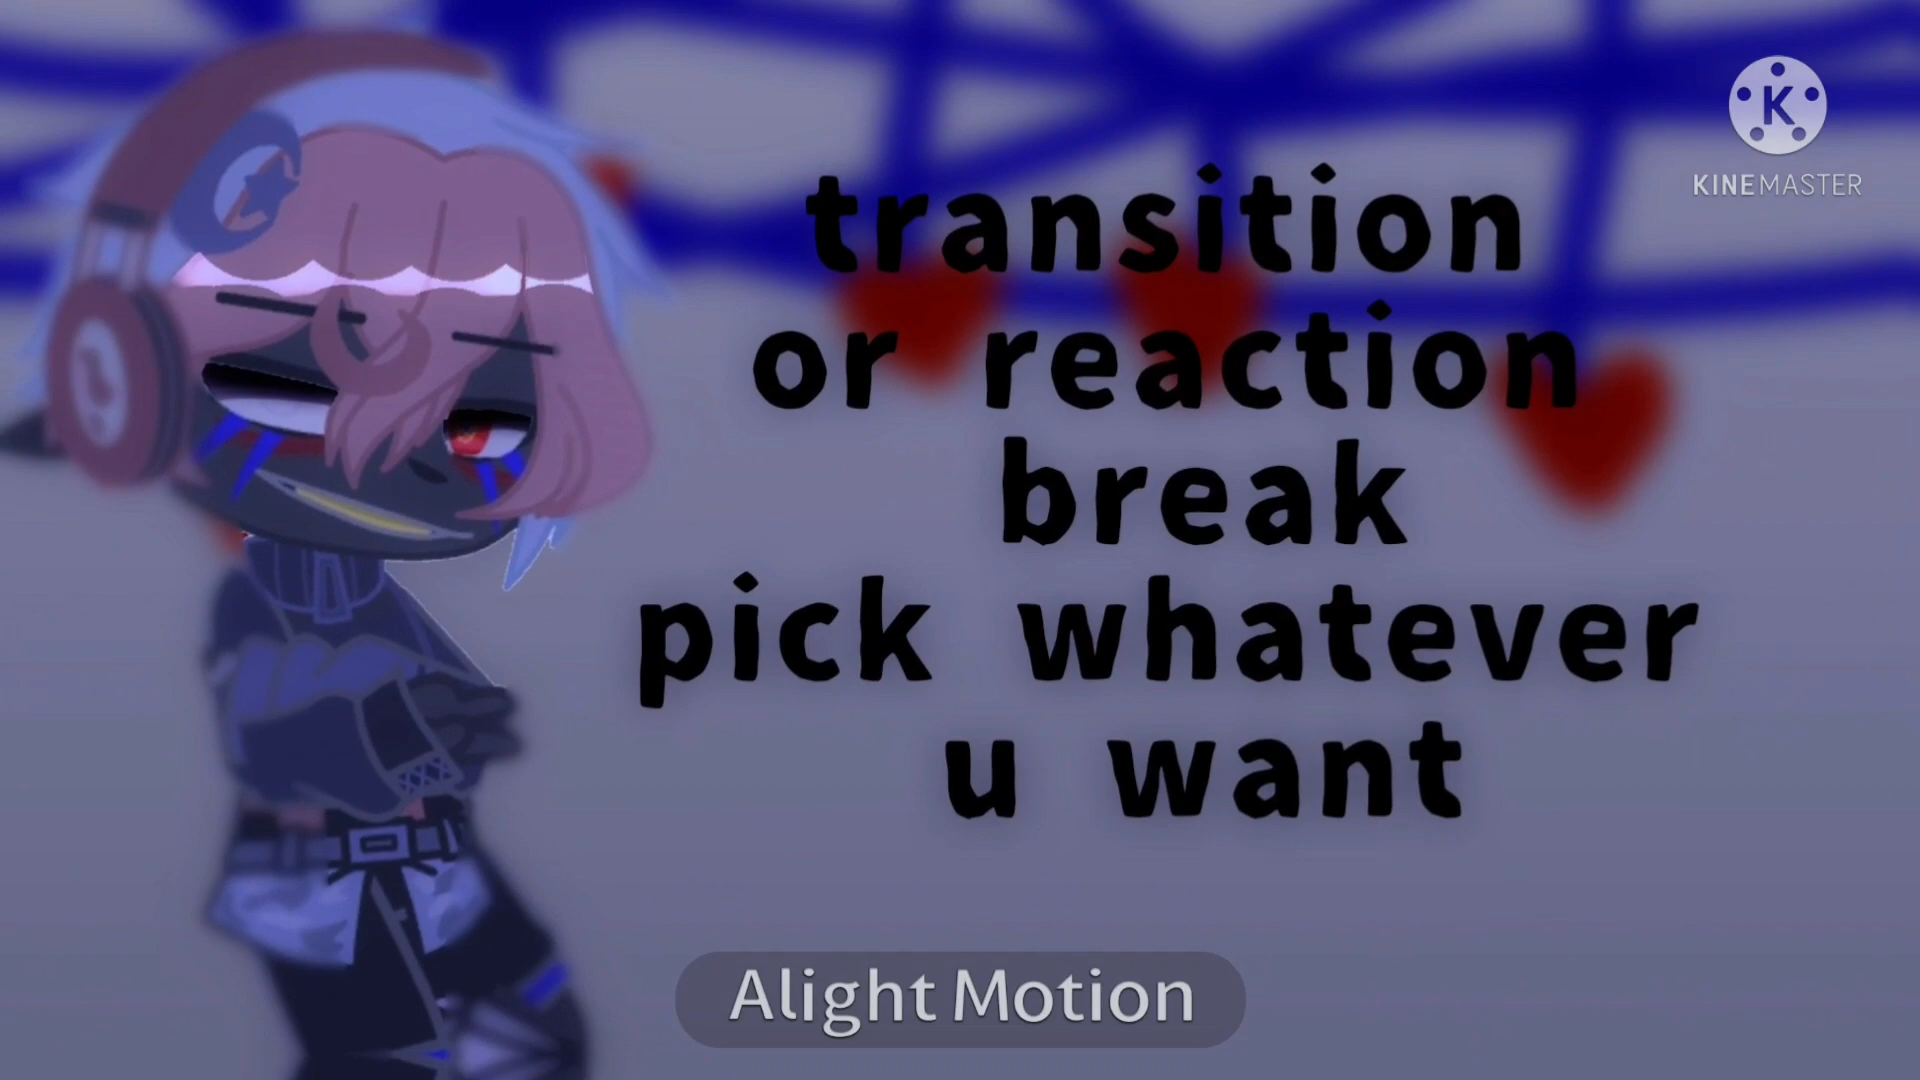 K
KINEMASTER
transition
or reaction
break
pick whatever
u want
Alight Motion